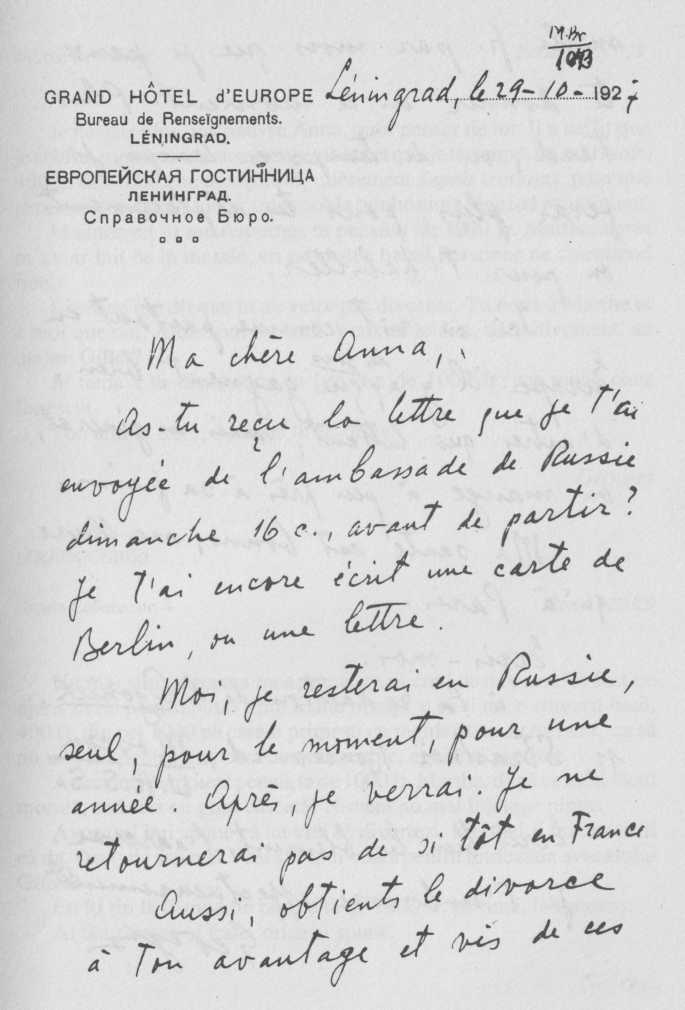 M.Br
1043
GRAND HÔTEL d'EUROPE Léningrad, le 29-10-1927
Bureau de Renseïgnements.
LÉNINGRAD.
ЕВРОПЕЙСКАЯ ГОСТИННИЦА
ЛЕНИНГРАД.
Справочное Бюро.
Ma chère Anna,
As-tu reçu la lettre que je t'ai
envoyée de l'ambassade de Russie
dimanche 16 c., avant de partir?
Je t'ai encore écrit une carte de
Berlin, ou une lettre.
Moi, je resterai en Russie,
seul, pour le moment, pour une
année. Après, je verrai. Je ne
retournerai pas de si tôt en France
Aussi, obtients le divorce
à ton avantage et vis de ces